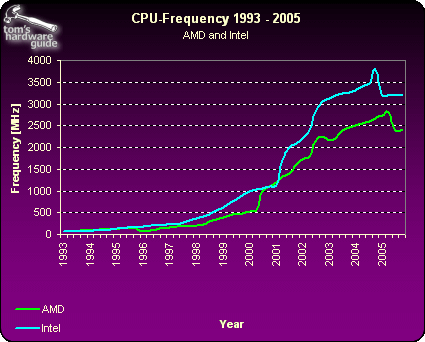 tom's
hardware
guide
CPU-Frequency 1993 - 2005
AMD and Intel
Frequency [MHz]
4000
3500
3000
2500
2000
1500
1000
500
0
1993
1994
1995
1996
1997
1998
1999
2000
2001
2002
2003
2004
2005
Year
AMD
Intel